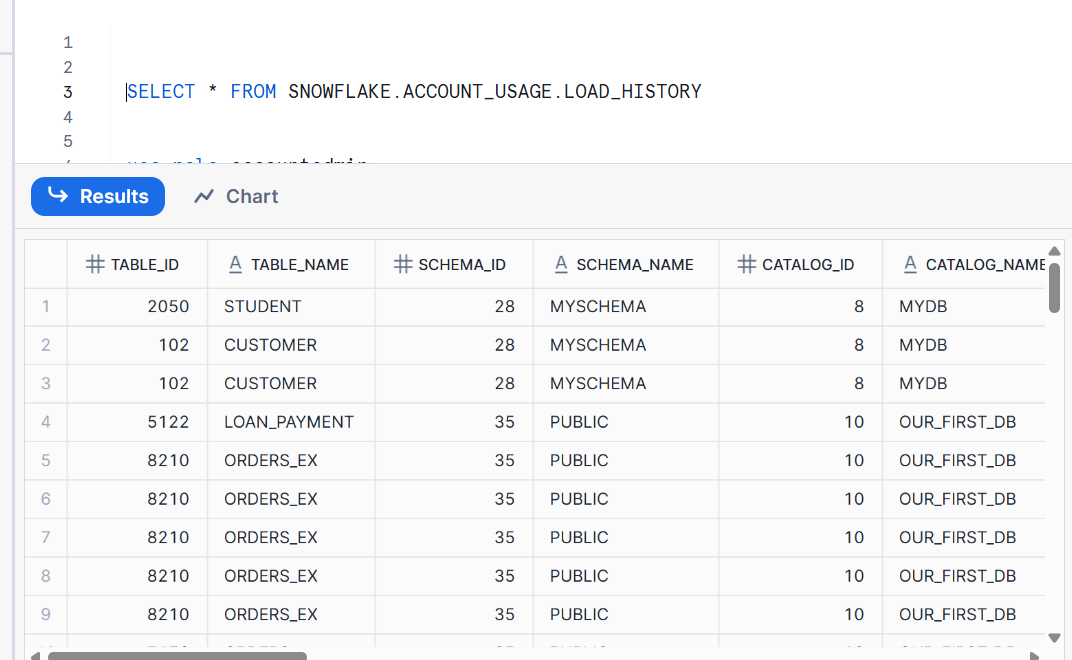 1
2
3 SELECT * FROM SNOWFLAKE.ACCOUNT_USAGE.LOAD_HISTORY
4
5
Results Chart
TABLE_ID TABLE_NAME SCHEMA_ID SCHEMA_NAME CATALOG_ID CATALOG_NAME
1 2050 STUDENT 28 MYSCHEMA 8 MYDB
2 102 CUSTOMER 28 MYSCHEMA 8 MYDB
3 102 CUSTOMER 28 MYSCHEMA 8 MYDB
4 5122 LOAN_PAYMENT 35 PUBLIC 10 OUR_FIRST_DB
5 8210 ORDERS_EX 35 PUBLIC 10 OUR_FIRST_DB
6 8210 ORDERS_EX 35 PUBLIC 10 OUR_FIRST_DB
7 8210 ORDERS_EX 35 PUBLIC 10 OUR_FIRST_DB
8 8210 ORDERS_EX 35 PUBLIC 10 OUR_FIRST_DB
9 8210 ORDERS_EX 35 PUBLIC 10 OUR_FIRST_DB